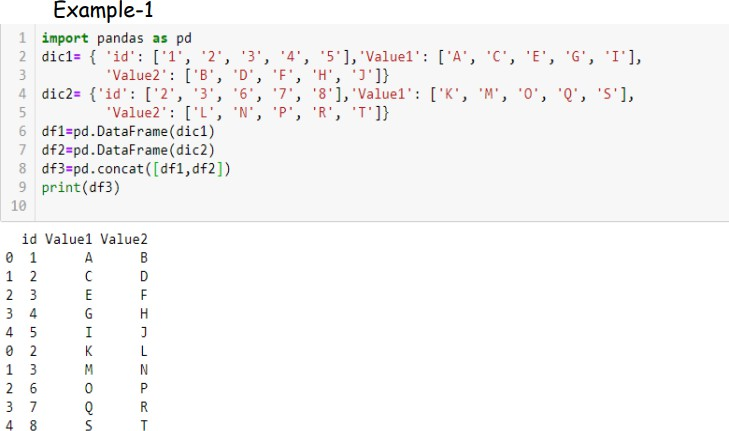 Example-1
1 import pandas as pd
2 dic1= { 'id': ['1', '2', '3', '4', '5'],'Value1': ['A', 'C', 'E', 'G', 'I'],
3         'Value2': ['B', 'D', 'F', 'H', 'J']}
4 dic2= {'id': ['2', '3', '6', '7', '8'],'Value1': ['K', 'M', 'O', 'Q', 'S'],
5         'Value2': ['L', 'N', 'P', 'R', 'T']}
6 df1=pd.DataFrame(dic1)
7 df2=pd.DataFrame(dic2)
8 df3=pd.concat([df1,df2])
9 print(df3)
10
  id Value1 Value2
0  1      A      B
1  2      C      D
2  3      E      F
3  4      G      H
4  5      I      J
0  2      K      L
1  3      M      N
2  6      O      P
3  7      Q      R
4  8      S      T